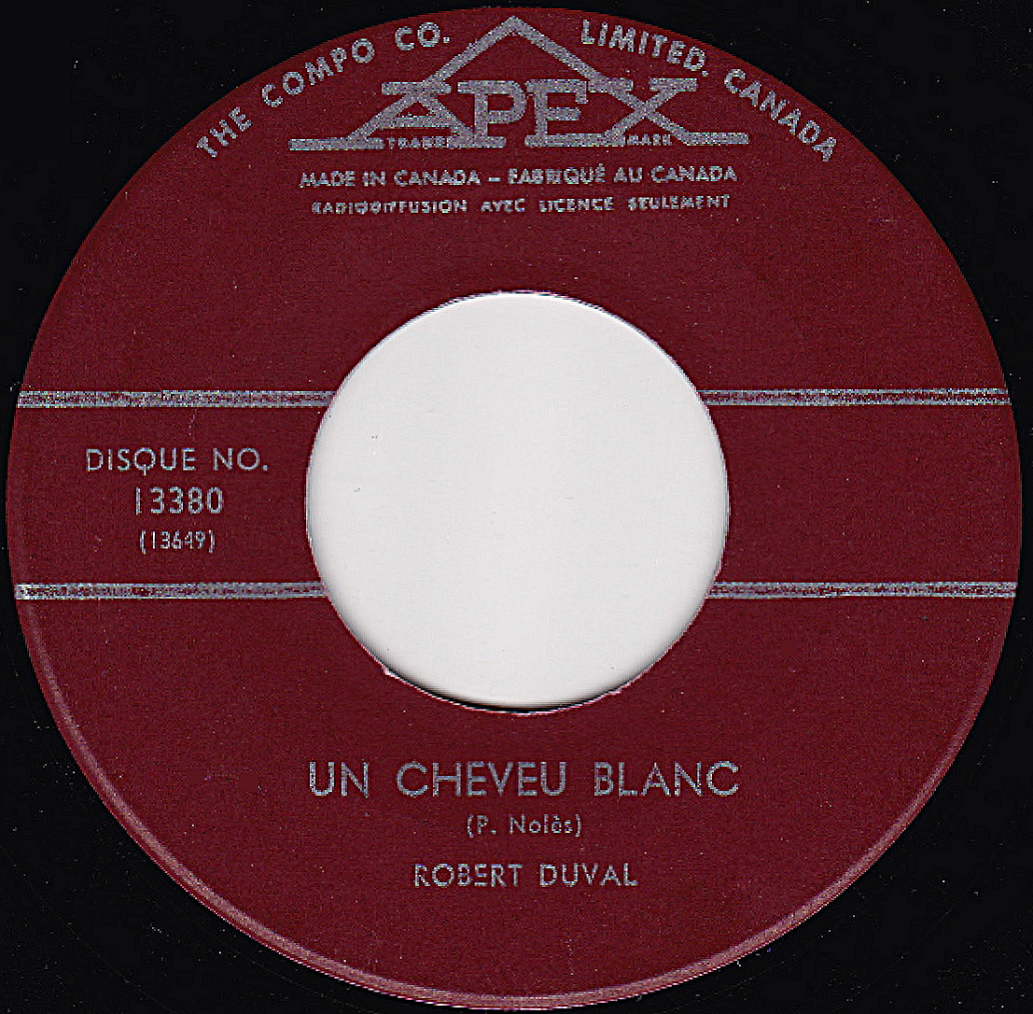 THE COMPO CO. LIMITED. CANADA
APEX
TRADE MARK
MADE IN CANADA – FABRIQUÉ AU CANADA
RADIODIFFUSION AVEC LICENCE SEULEMENT
DISQUE NO.
13380
(13649)
UN CHEVEU BLANC
(P. Nolès)
ROBERT DUVAL